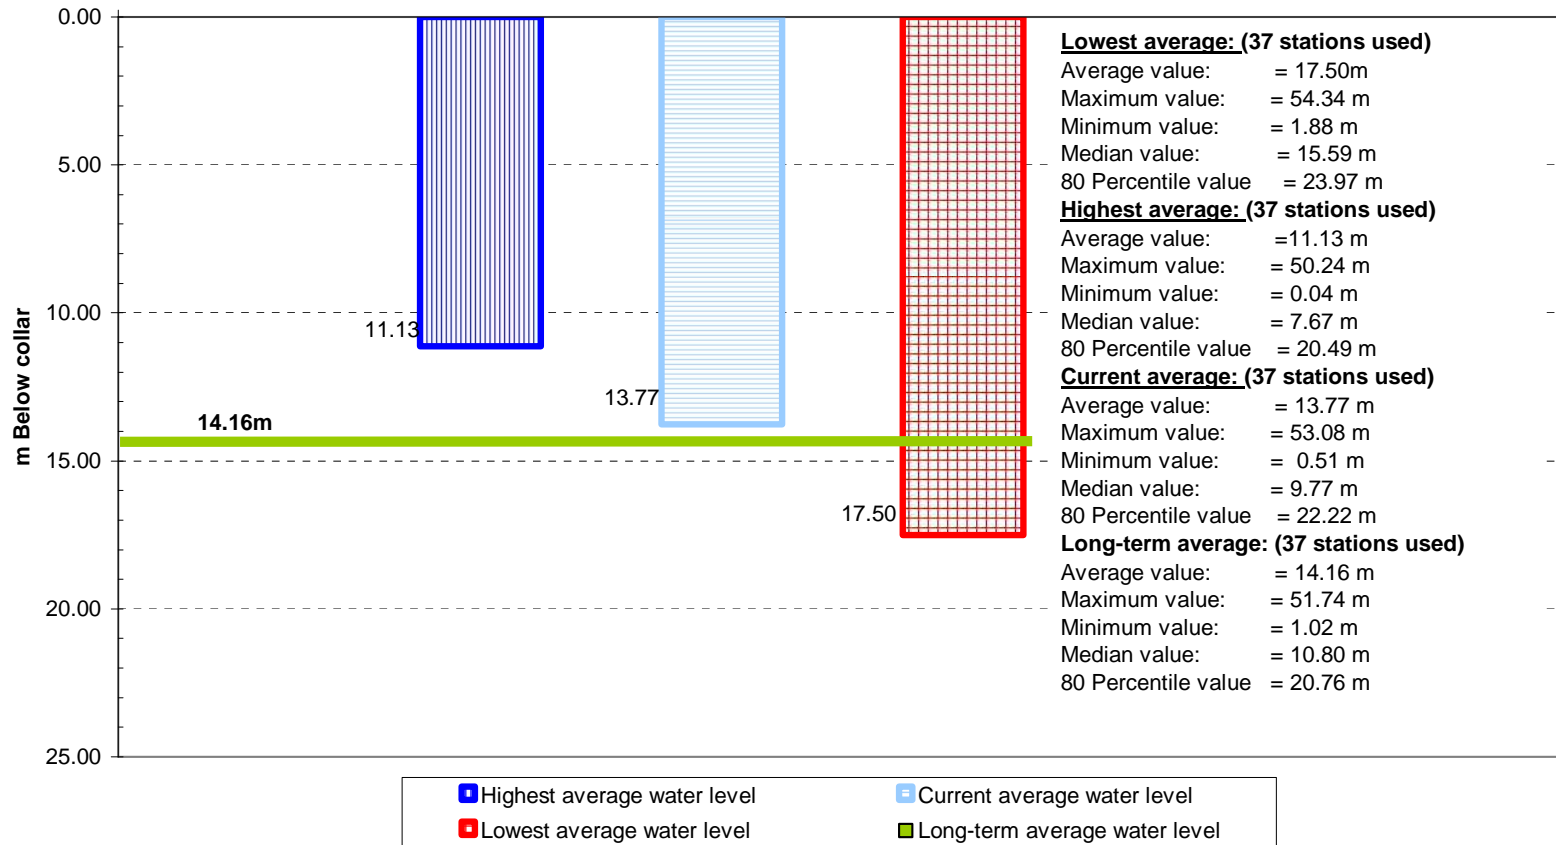 0.00
5.00
10.00
15.00
20.00
25.00
m Below collar
11.13
13.77
14.16m
17.50
Lowest average: (37 stations used)
Average value: = 17.50m
Maximum value: = 54.34 m
Minimum value: = 1.88 m
Median value: = 15.59 m
80 Percentile value = 23.97 m
Highest average: (37 stations used)
Average value: =11.13 m
Maximum value: = 50.24 m
Minimum value: = 0.04 m
Median value: = 7.67 m
80 Percentile value = 20.49 m
Current average: (37 stations used)
Average value: = 13.77 m
Maximum value: = 53.08 m
Minimum value: = 0.51 m
Median value: = 9.77 m
80 Percentile value = 22.22 m
Long-term average: (37 stations used)
Average value: = 14.16 m
Maximum value: = 51.74 m
Minimum value: = 1.02 m
Median value: = 10.80 m
80 Percentile value = 20.76 m
Highest average water level
Current average water level
Lowest average water level
Long-term average water level